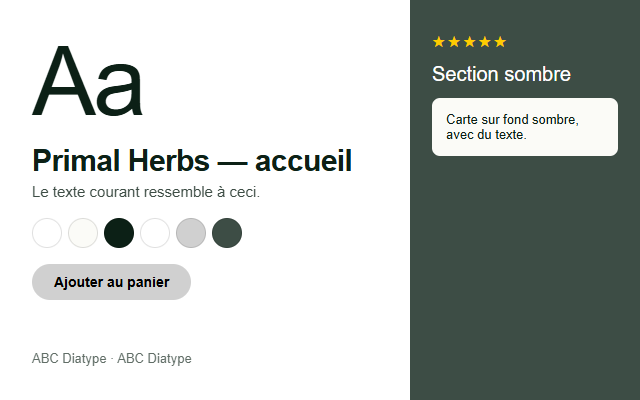 Aa
Primal Herbs — accueil
Le texte courant ressemble à ceci.
Ajouter au panier
ABC Diatype · ABC Diatype
★★★★★
Section sombre
Carte sur fond sombre,
avec du texte.